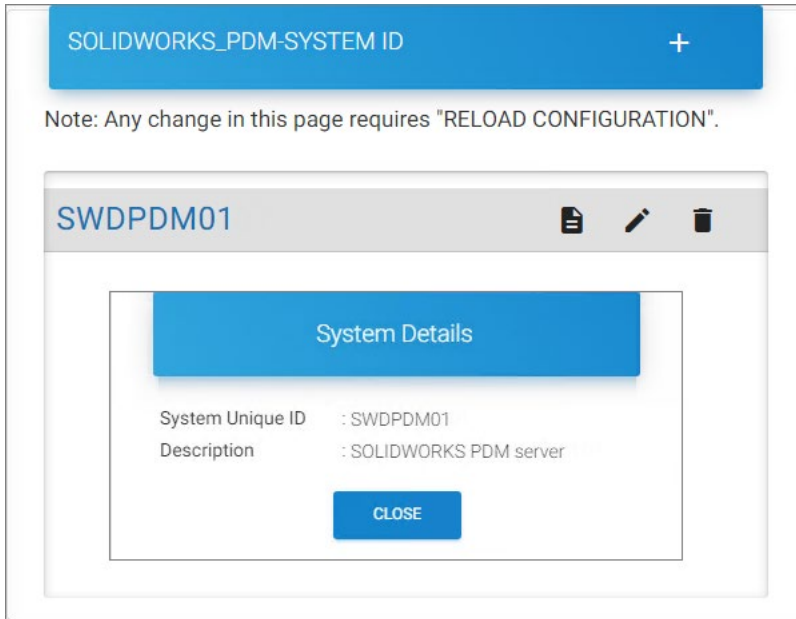 SOLIDWORKS_PDM-SYSTEM ID +
Note: Any change in this page requires "RELOAD CONFIGURATION".
SWDPDM01
System Details
System Unique ID : SWDPDM01
Description : SOLIDWORKS PDM server
CLOSE